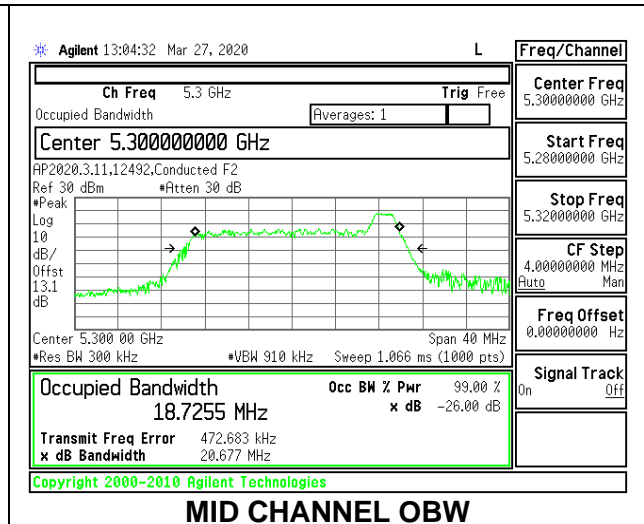 Agilent 13:04:32 Mar 27, 2020 L Freq/Channel
Ch Freq 5.3 GHz Trig Free
Occupied Bandwidth Averages: 1
Center 5.300000000 GHz
AP2020.3.11,12492,Conducted F2
Ref 30 dBm #Atten 30 dB
#Peak
Log
10
dB/
Offst
13.1
dB
Center 5.300 00 GHz Span 40 MHz
#Res BW 300 kHz #VBW 910 kHz Sweep 1.066 ms (1000 pts)
Occupied Bandwidth Occ BW % Pwr 99.00 %
18.7255 MHz x dB -26.00 dB
Transmit Freq Error 472.683 kHz
x dB Bandwidth 20.677 MHz
Copyright 2000-2010 Agilent Technologies
Center Freq
5.30000000 GHz
Start Freq
5.28000000 GHz
Stop Freq
5.32000000 GHz
CF Step
4.00000000 MHz
Auto Man
Freq Offset
0.00000000 Hz
Signal Track
On Off
MID CHANNEL OBW